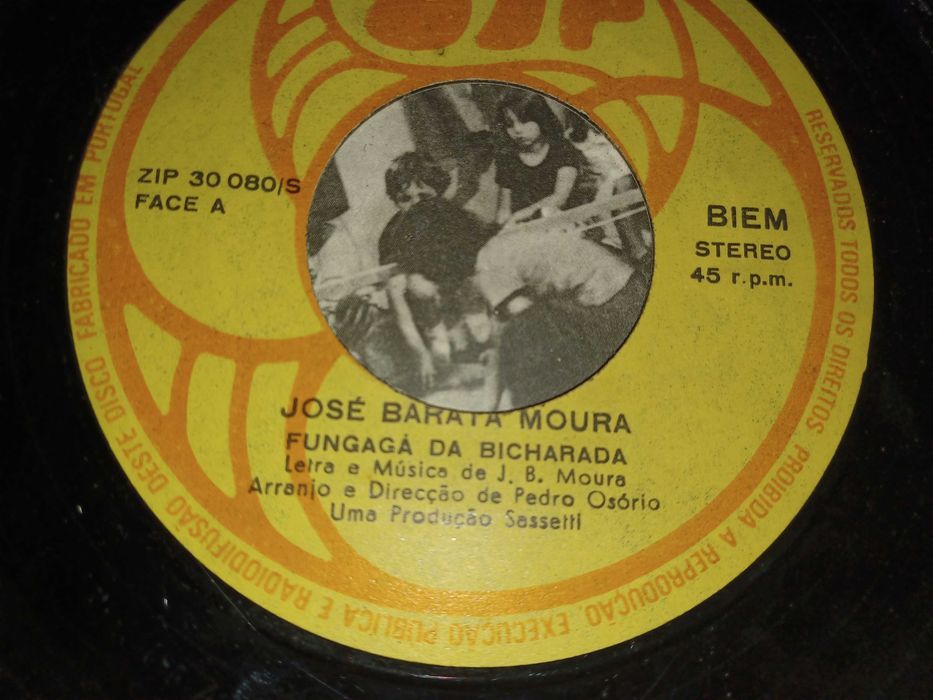 ZIP
ZIP 30 080/S
FACE A
BIEM
STEREO
45 r.p.m.
JOSÉ BARATA MOURA
FUNGAGÁ DA BICHARADA
Letra e Música de J. B. Moura
Arranjo e Direcção de Pedro Osório
Uma Produção Sassetti
RESERVADOS TODOS OS DIREITOS PROIBIDA A REPRODUÇÃO, EXECUÇÃO PÚBLICA E RADIODIFUSÃO DESTE DISCO FABRICADO EM PORTUGAL